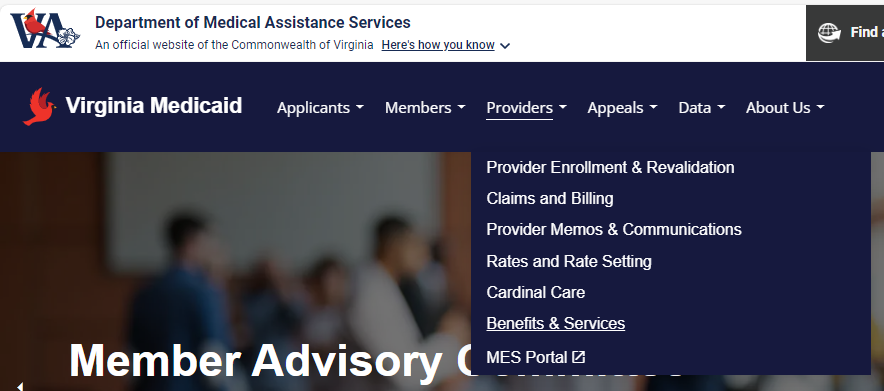 VA
Department of Medical Assistance Services
An official website of the Commonwealth of Virginia Here's how you know
Find
Virginia Medicaid
Applicants Members Providers Appeals Data About Us
Provider Enrollment & Revalidation
Claims and Billing
Provider Memos & Communications
Rates and Rate Setting
Cardinal Care
Benefits & Services
MES Portal
Member Advisory